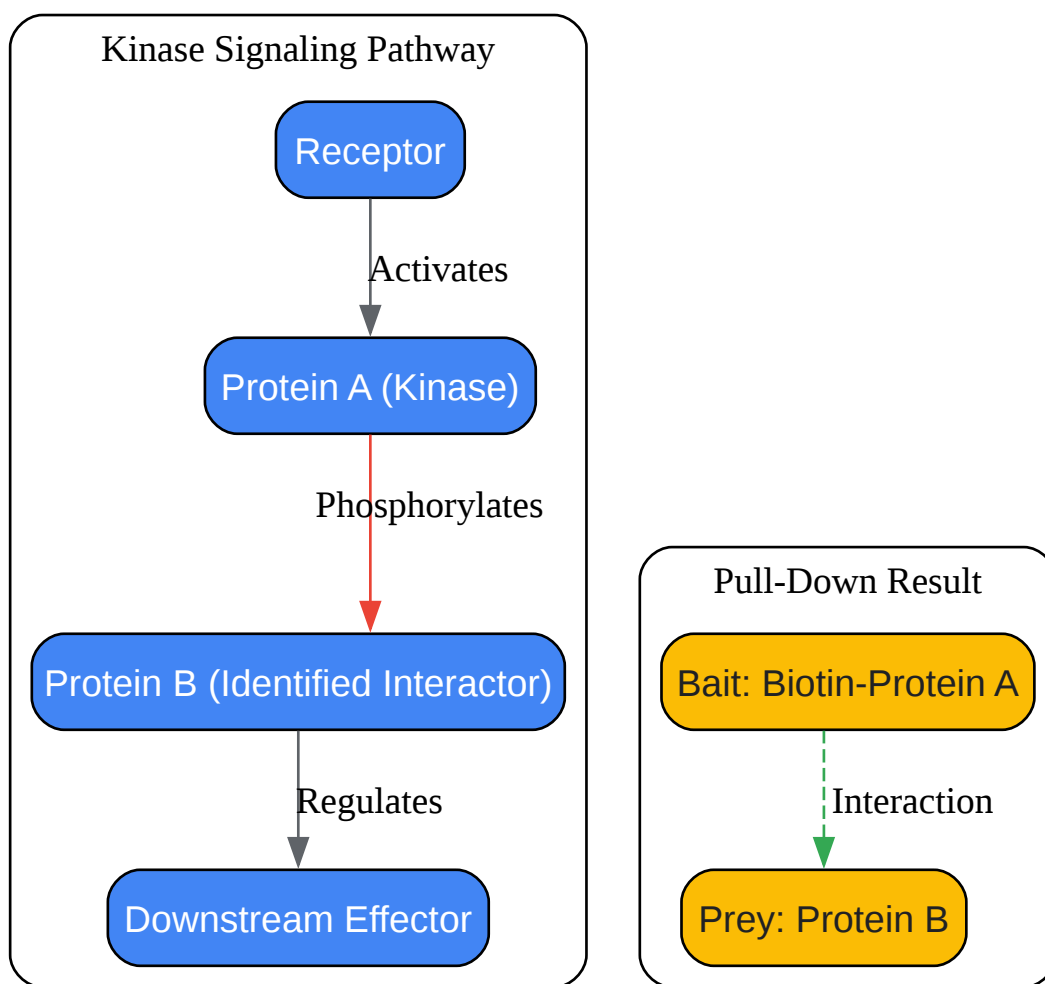 Kinase Signaling Pathway
Receptor
Activates
Protein A (Kinase)
Phosphorylates
Protein B (Identified Interactor)
Regulates
Downstream Effector
Pull-Down Result
Bait: Biotin-Protein A
Interaction
Prey: Protein B